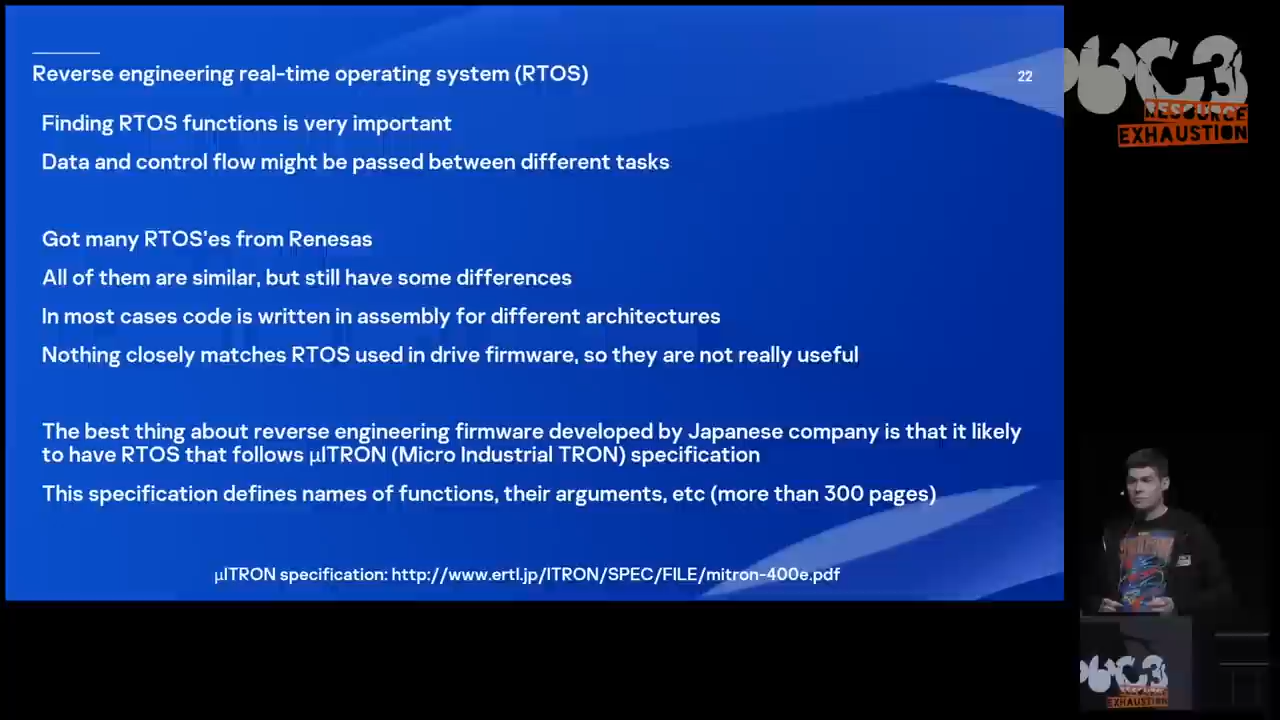 Reverse engineering real-time operating system (RTOS)
22
Finding RTOS functions is very important
Data and control flow might be passed between different tasks
Got many RTOS'es from Renesas
All of them are similar, but still have some differences
In most cases code is written in assembly for different architectures
Nothing closely matches RTOS used in drive firmware, so they are not really useful
The best thing about reverse engineering firmware developed by Japanese company is that it likely
to have RTOS that follows µITRON (Micro Industrial TRON) specification
This specification defines names of functions, their arguments, etc (more than 300 pages)
µITRON specification: http://www.ertl.jp/ITRON/SPEC/FILE/mitron-400e.pdf
36C3
RESOURCE
EXHAUSTION
36C3
RESOURCE
EXHAUSTION